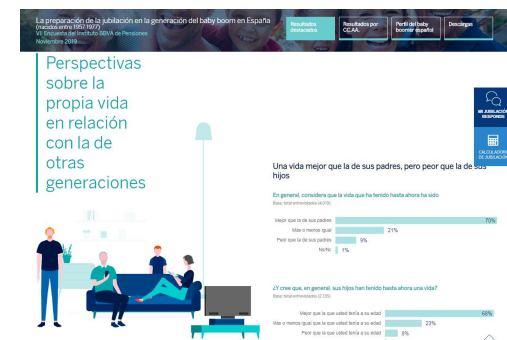 La preparación de la jubilación en la generación del baby boom en España
(nacidos entre 1957-1977)
VII Encuesta del Instituto BBVA de Pensiones
Noviembre 2019
Resultados
destacados
Resultados por
CC.AA.
Perfil del baby
boomer español
Descargas
Perspectivas
sobre la
propia vida
en relación
con la de
otras
generaciones
MI JUBILACIÓN
RESPONDE
CALCULADORA
DE JUBILACIÓN
Una vida mejor que la de sus padres, pero peor que la de sus
hijos
En general, considera que la vida que ha tenido hasta ahora ha sido
Mejor que la de sus padres 70%
Más o menos igual 21%
Peor que la de sus padres 9%
Ns/Nc 1%
¿Y cree que, en general, sus hijos han tenido hasta ahora una vida?
Mejor que la que usted tenía a su edad 68%
Más o menos igual que la que usted tenía a su edad 23%
Peor que la que usted tenía a su edad 8%